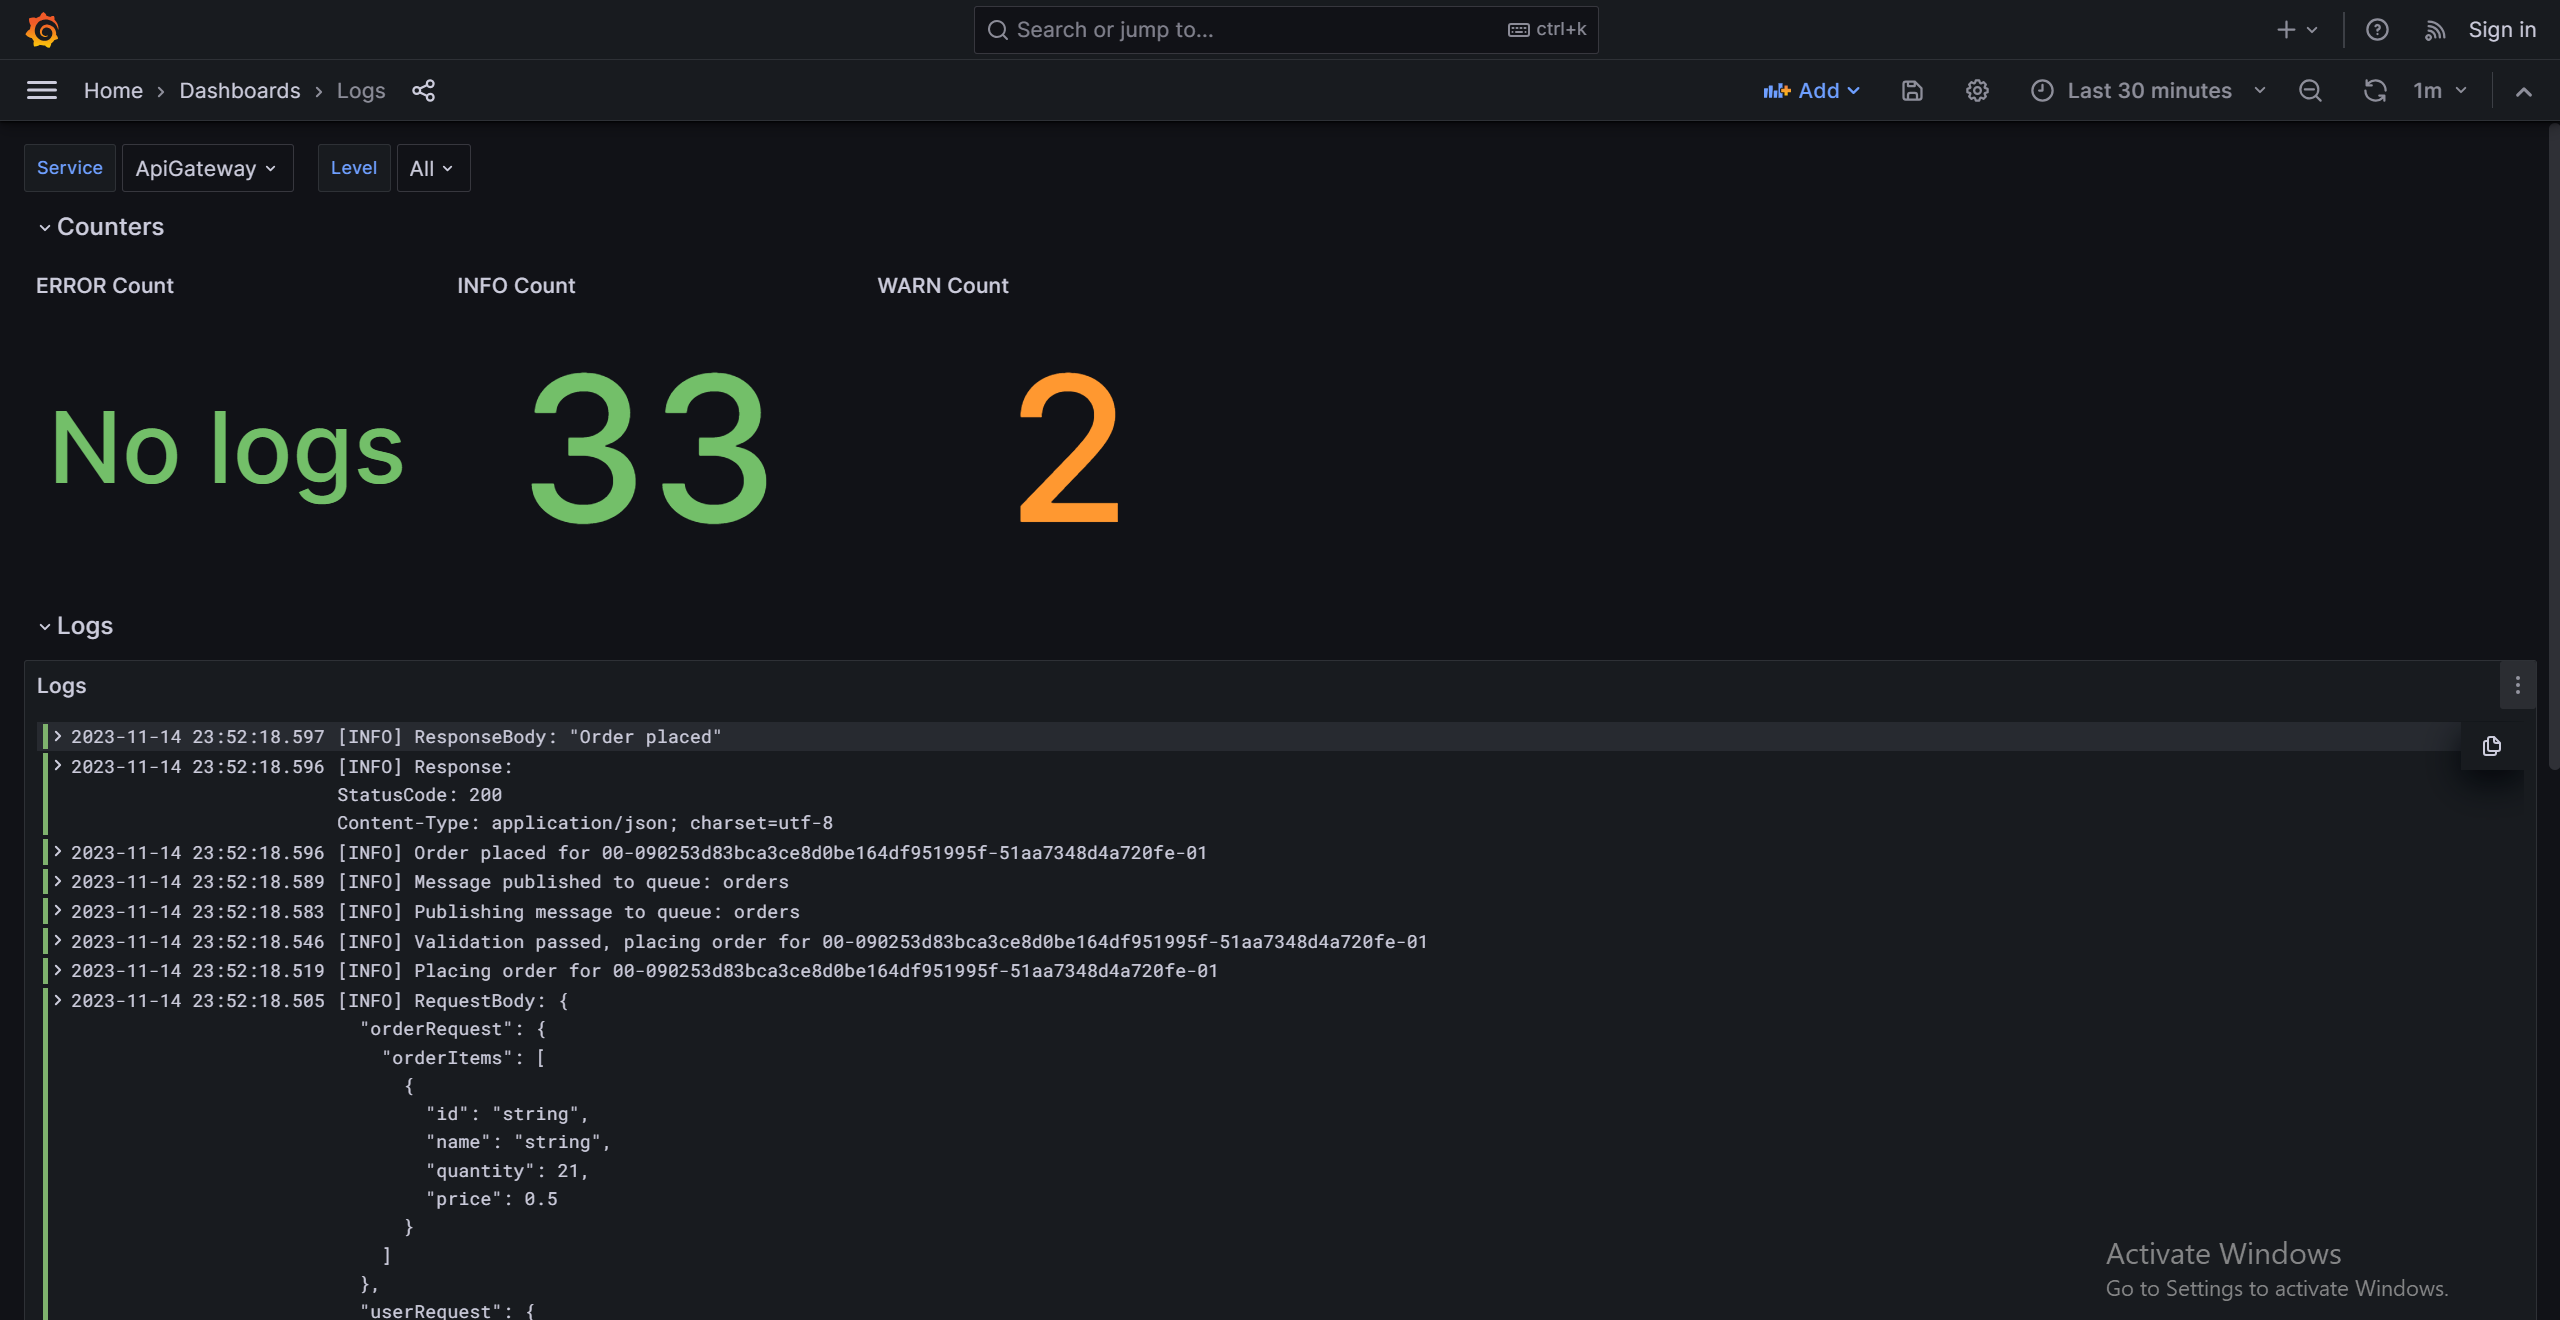 Search or jump to...
ctrl+k
Sign in
Home › Dashboards › Logs
Add
Last 30 minutes
1m
Service
ApiGateway
Level
All
Counters
ERROR Count
INFO Count
WARN Count
No logs
33
2
Logs
Logs
2023-11-14 23:52:18.597 [INFO] ResponseBody: "Order placed"
2023-11-14 23:52:18.596 [INFO] Response:
StatusCode: 200
Content-Type: application/json; charset=utf-8
2023-11-14 23:52:18.596 [INFO] Order placed for 00-090253d83bca3ce8d0be164df951995f-51aa7348d4a720fe-01
2023-11-14 23:52:18.589 [INFO] Message published to queue: orders
2023-11-14 23:52:18.583 [INFO] Publishing message to queue: orders
2023-11-14 23:52:18.546 [INFO] Validation passed, placing order for 00-090253d83bca3ce8d0be164df951995f-51aa7348d4a720fe-01
2023-11-14 23:52:18.519 [INFO] Placing order for 00-090253d83bca3ce8d0be164df951995f-51aa7348d4a720fe-01
2023-11-14 23:52:18.505 [INFO] RequestBody: {
"orderRequest": {
"orderItems": [
{
"id": "string",
"name": "string",
"quantity": 21,
"price": 0.5
}
]
},
"userRequest": {
Activate Windows
Go to Settings to activate Windows.